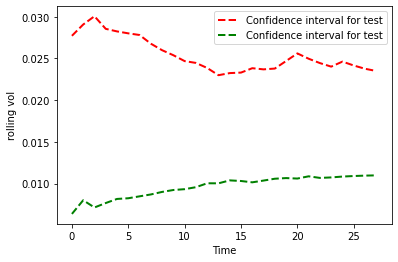 Confidence interval for test
Confidence interval for test
rolling vol
0.030
0.025
0.020
0.015
0.010
0
5
10
15
20
25
Time